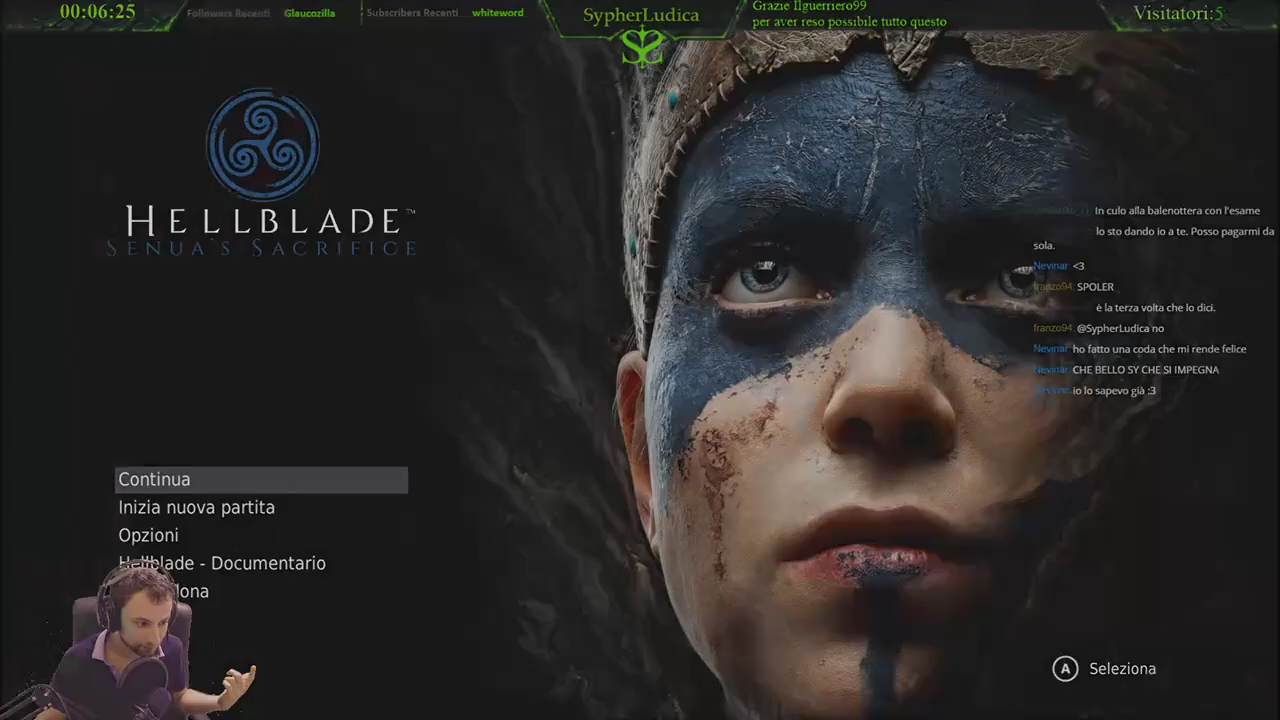 00:06:25
Followers Recenti Glaucozilla
Subscribers Recenti whiteword
SypherLudica
Grazie Ilguerriero99
per aver reso possibile tutto questo
Visitatori:5
HELLBLADE™
SENUA'S SACRIFICE
In culo alla balenottera con l'esame
lo sto dando io a te. Posso pagarmi da
sola.
Nevinar <3
franzo94: SPOLER
è la terza volta che lo dici.
franzo94: @SypherLudica no
Nevinar ho fatto una coda che mi rende felice
Nevinar CHE BELLO SY CHE SI IMPEGNA
Nevinar io lo sapevo già :3
Continua
Inizia nuova partita
Opzioni
Hellblade - Documentario
A Seleziona